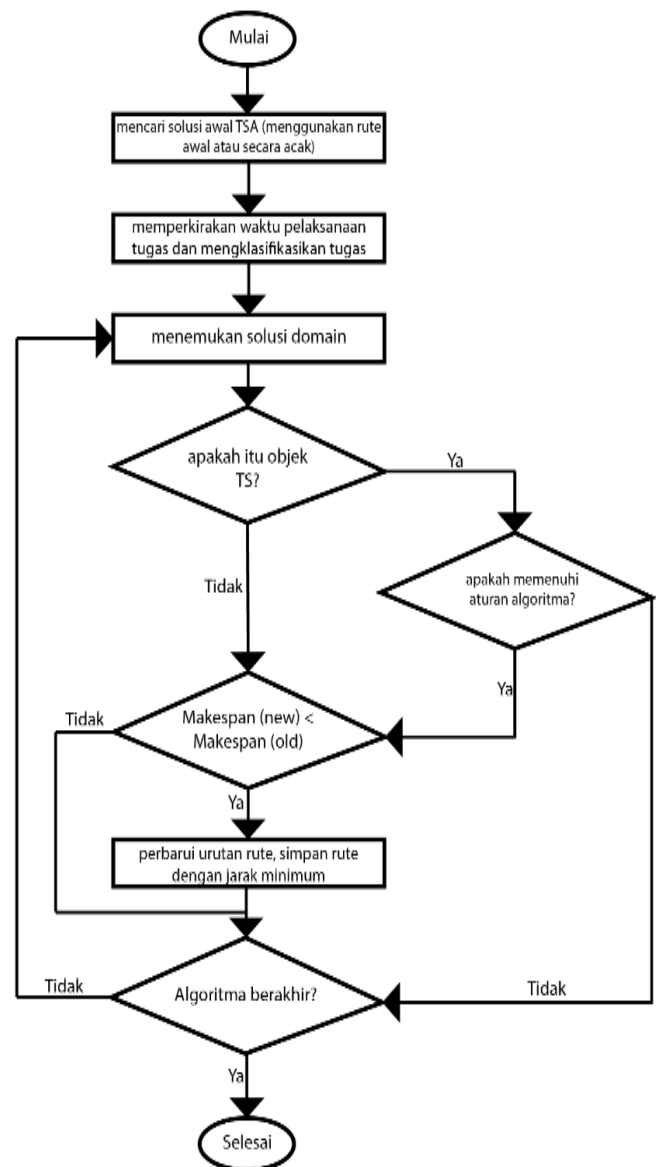 Mulai
mencari solusi awal TSA (menggunakan rute
awal atau secara acak)
memperkirakan waktu pelaksanaan
tugas dan mengklasifikasikan tugas
menemukan solusi domain
apakah itu objek
TS?
Ya
Tidak
apakah memenuhi
aturan algoritma?
Ya
Tidak
Makespan (new) <
Makespan (old)
Ya
perbarui urutan rute, simpan rute
dengan jarak minimum
Tidak
Algoritma berakhir?
Tidak
Ya
Selesai